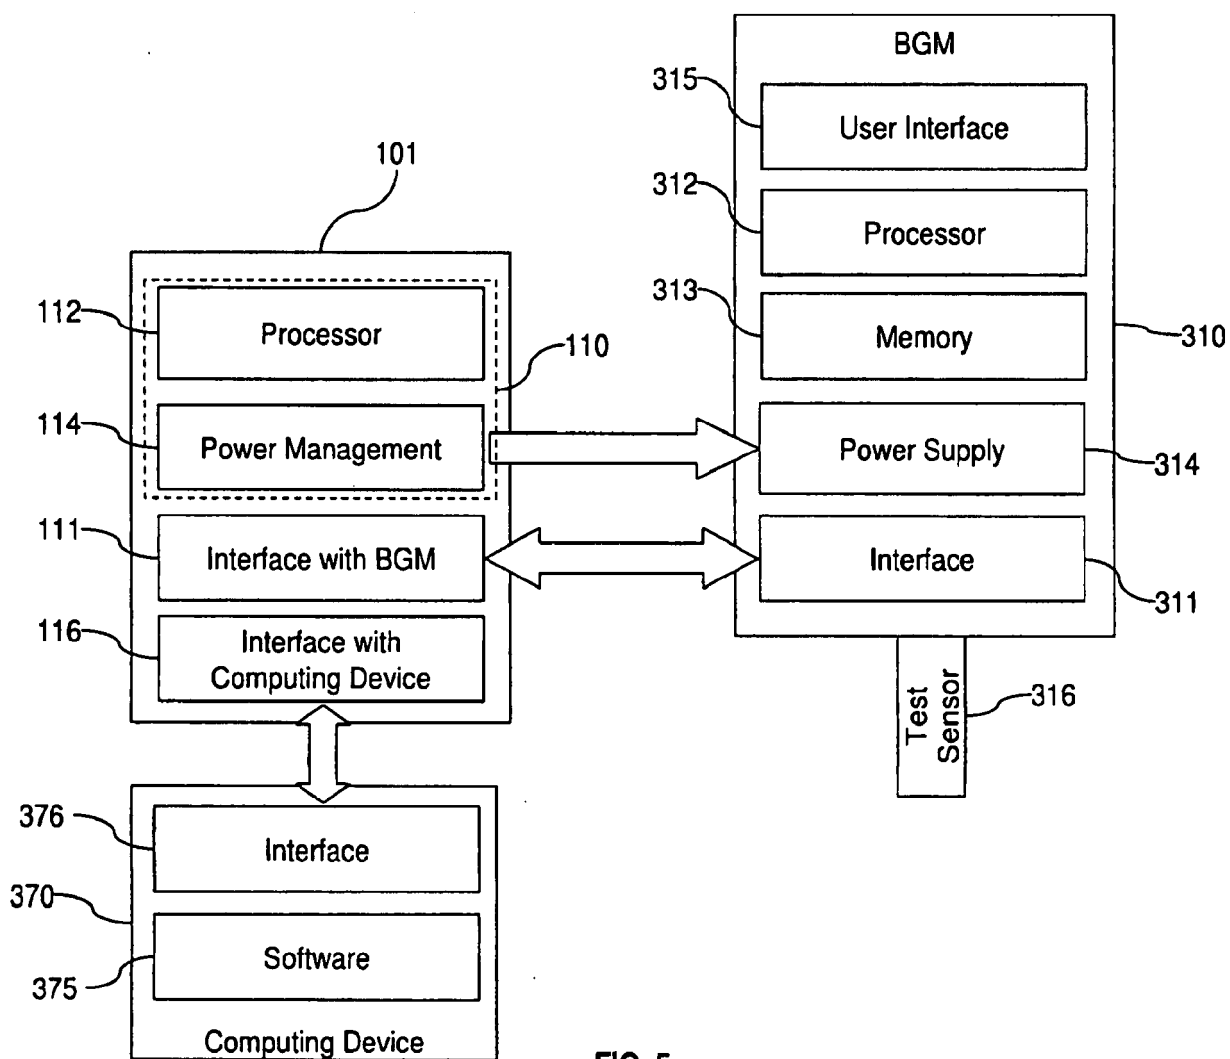 BGM
315
User Interface
312
Processor
313
Memory
310
Power Supply
314
Interface
311
Test
Sensor
316
101
112
Processor
110
114
Power Management
111
Interface with BGM
116
Interface with
Computing Device
376
Interface
370
Software
375
Computing Device
FIG. 5